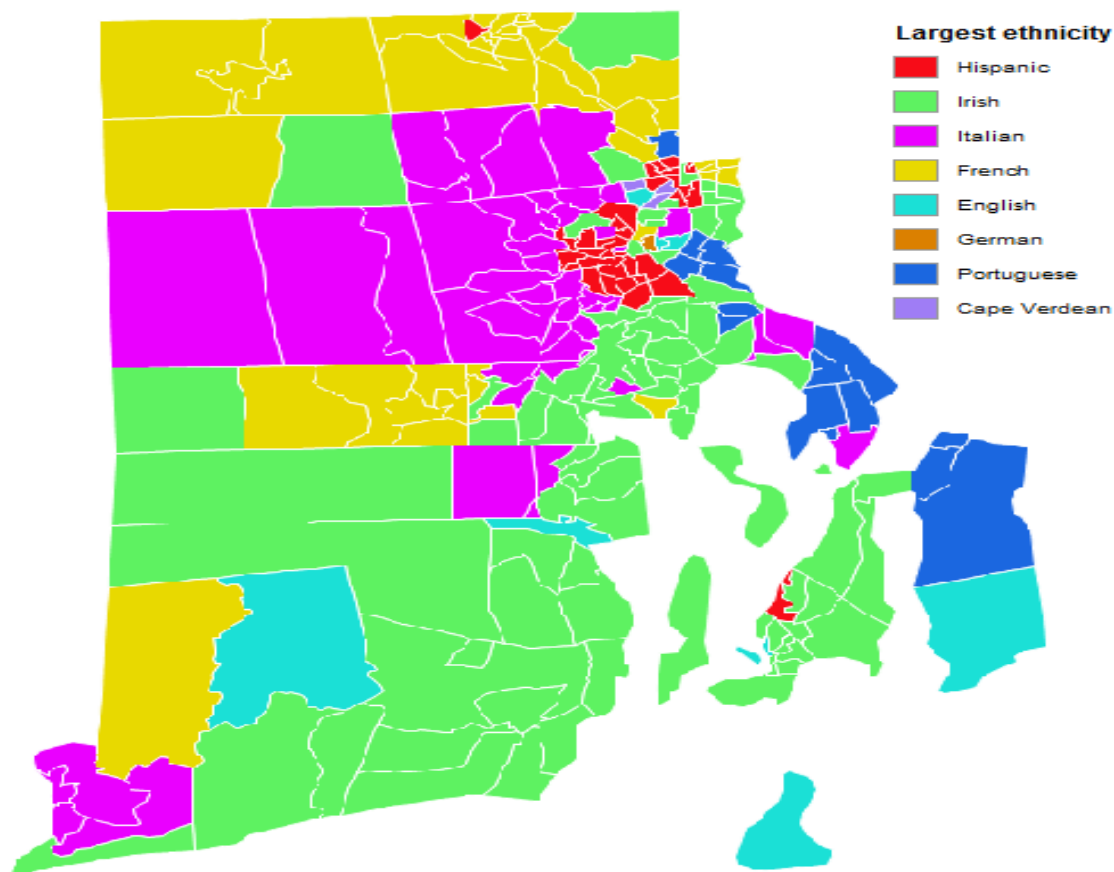 Largest ethnicity
Hispanic
Irish
Italian
French
English
German
Portuguese
Cape Verdean